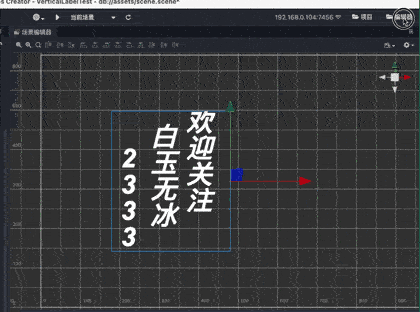 Creator - VerticalLabelTest - db://assets/scene.scene*
当前场景
192.168.0.104:7456
项目
编辑器
场景编辑器
欢迎关注
白玉无冰
2333